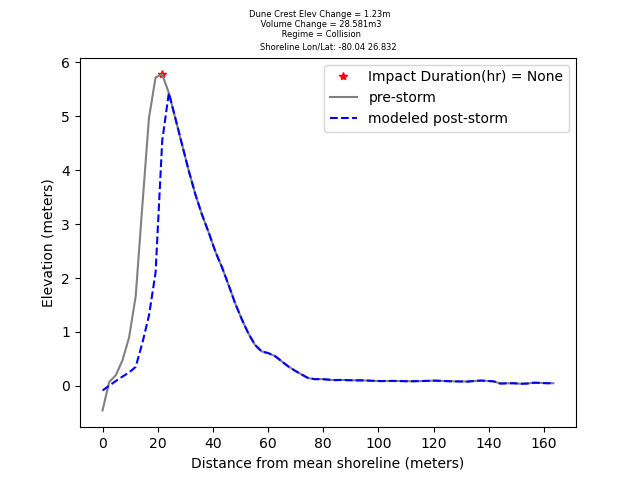 Dune Crest Elev Change = 1.23m
Volume Change = 28.581m3
Regime = Collision
Shoreline Lon/Lat: -80.04 26.832
Impact Duration(hr) = None
pre-storm
modeled post-storm
Elevation (meters)
6
5
4
3
2
1
0
0 20 40 60 80 100 120 140 160
Distance from mean shoreline (meters)